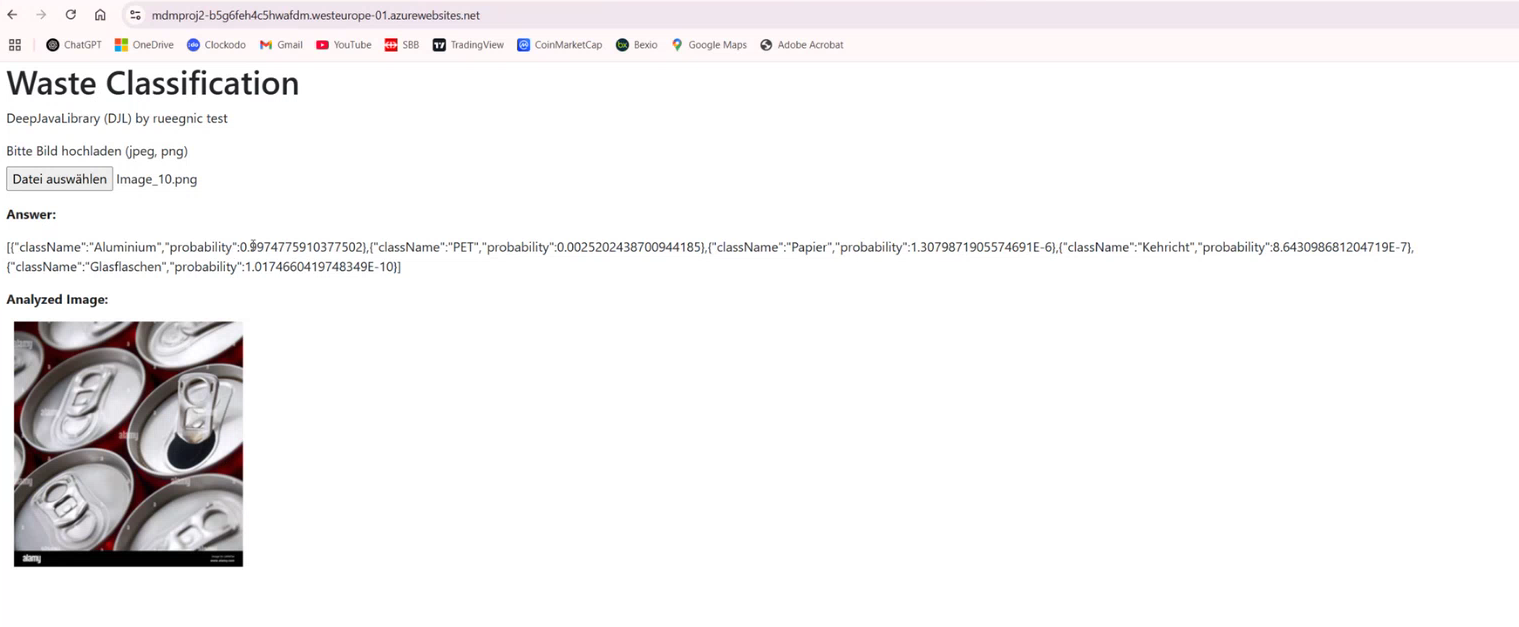 mdmproj2-b5g6feh4c5hwafdm.westeurope-01.azurewebsites.net
ChatGPT OneDrive Clockodo Gmail YouTube SBB TradingView CoinMarketCap Bexio Google Maps Adobe Acrobat
Waste Classification
DeepJavaLibrary (DJL) by rueegnic test
Bitte Bild hochladen (jpeg, png)
Datei auswählen Image_10.png
Answer:
[{"className":"Aluminium","probability":0.9974775910377502},{"className":"PET","probability":0.0025202438700944185},{"className":"Papier","probability":1.3079871905574691E-6},{"className":"Kehricht","probability":8.643098681204719E-7},
{"className":"Glasflaschen","probability":1.0174660419748349E-10}]
Analyzed Image:
alamy
alamy
alamy